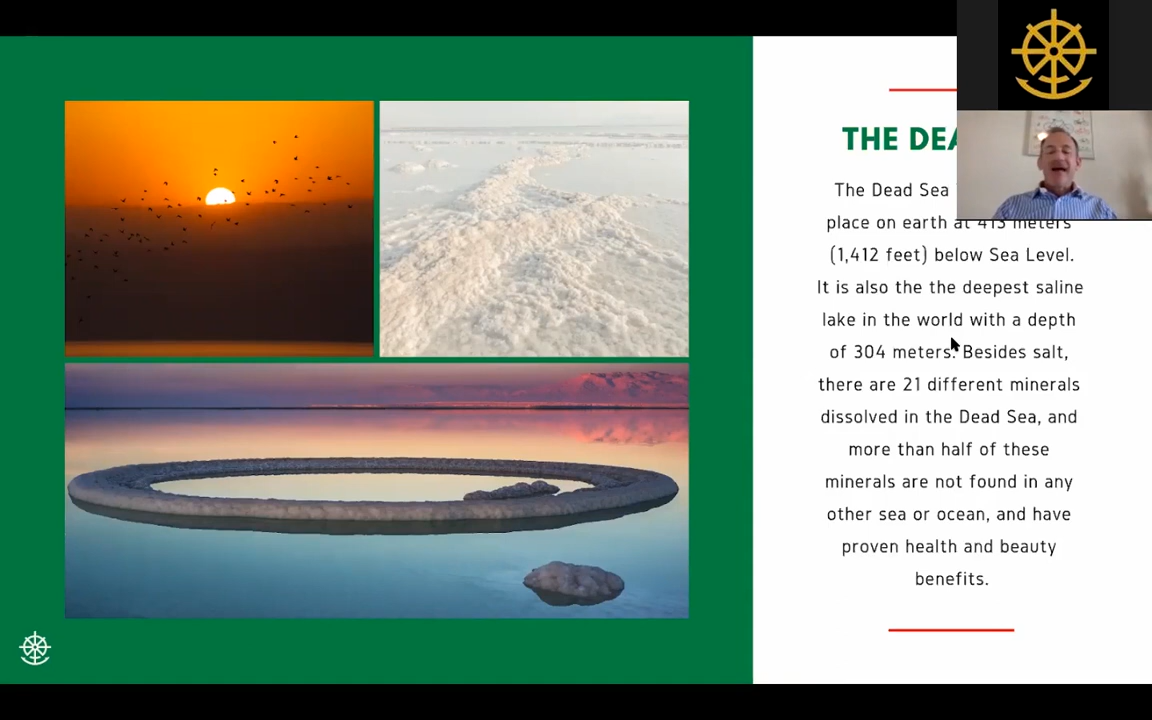 THE DEA
The Dead Sea
place on earth at 413 meters
(1,412 feet) below Sea Level.
It is also the the deepest saline
lake in the world with a depth
of 304 meters. Besides salt,
there are 21 different minerals
dissolved in the Dead Sea, and
more than half of these
minerals are not found in any
other sea or ocean, and have
proven health and beauty
benefits.